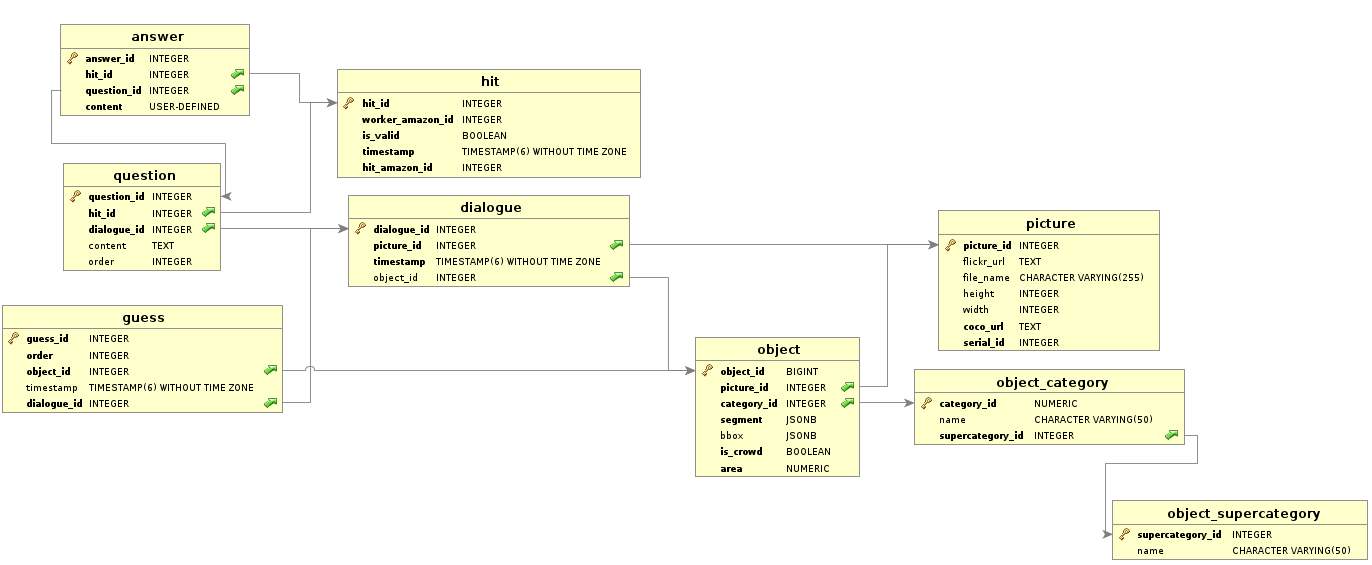 answer
answer_id INTEGER
hit_id INTEGER
question_id INTEGER
content USER-DEFINED
hit
hit_id INTEGER
worker_amazon_id INTEGER
is_valid BOOLEAN
timestamp TIMESTAMP(6) WITHOUT TIME ZONE
hit_amazon_id INTEGER
question
question_id INTEGER
hit_id INTEGER
dialogue_id INTEGER
content TEXT
order INTEGER
dialogue
dialogue_id INTEGER
picture_id INTEGER
timestamp TIMESTAMP(6) WITHOUT TIME ZONE
object_id INTEGER
picture
picture_id INTEGER
flickr_url TEXT
file_name CHARACTER VARYING(255)
height INTEGER
width INTEGER
coco_url TEXT
serial_id INTEGER
guess
guess_id INTEGER
order INTEGER
object_id INTEGER
timestamp TIMESTAMP(6) WITHOUT TIME ZONE
dialogue_id INTEGER
object
object_id BIGINT
picture_id INTEGER
category_id INTEGER
segment JSONB
bbox JSONB
is_crowd BOOLEAN
area NUMERIC
object_category
category_id NUMERIC
name CHARACTER VARYING(50)
supercategory_id INTEGER
object_supercategory
supercategory_id INTEGER
name CHARACTER VARYING(50)